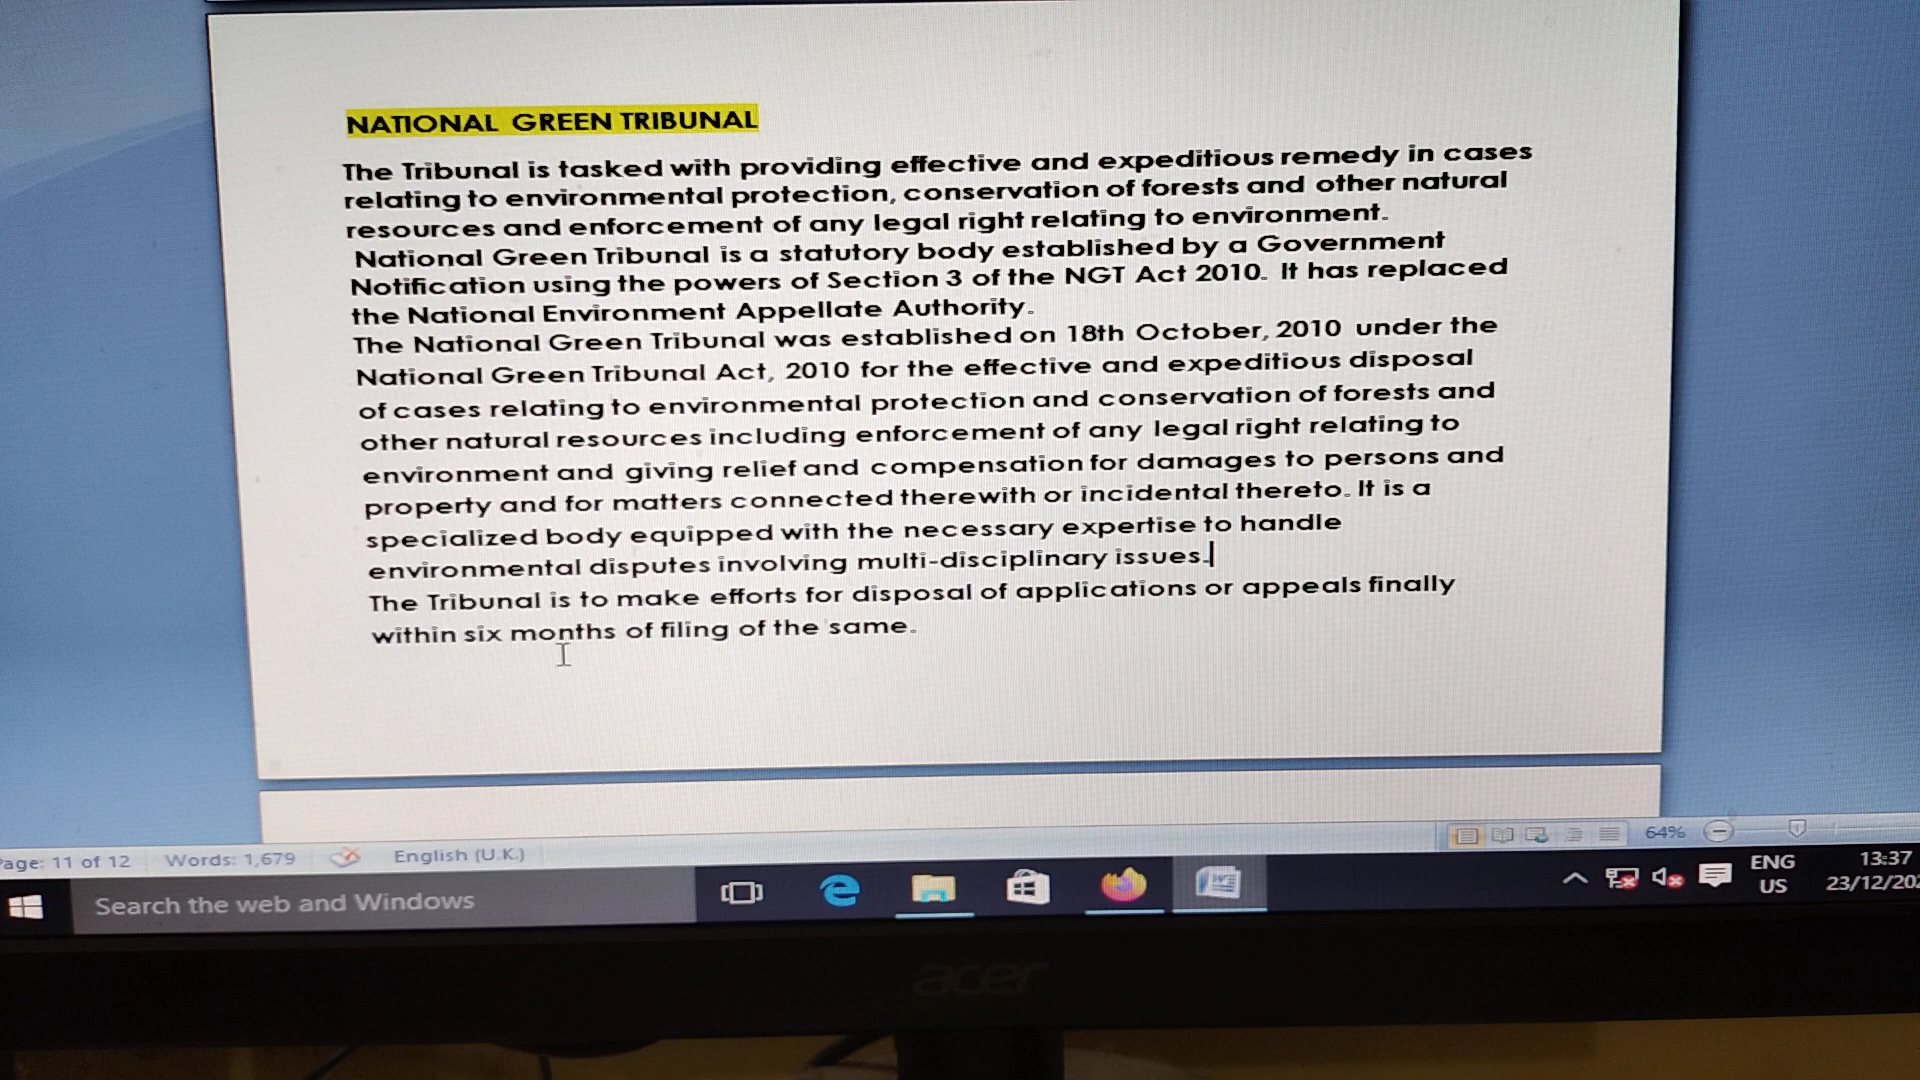 NATIONAL GREEN TRIBUNAL
The Tribunal is tasked with providing effective and expeditious remedy in cases
relating to environmental protection, conservation of forests and other natural
resources and enforcement of any legal right relating to environment.
National Green Tribunal is a statutory body established by a Government
Notification using the powers of Section 3 of the NGT Act 2010. It has replaced
the National Environment Appellate Authority.
The National Green Tribunal was established on 18th October, 2010 under the
National Green Tribunal Act, 2010 for the effective and expeditious disposal
of cases relating to environmental protection and conservation of forests and
other natural resources including enforcement of any legal right relating to
environment and giving relief and compensation for damages to persons and
property and for matters connected therewith or incidental thereto. It is a
specialized body equipped with the necessary expertise to handle
environmental disputes involving multi-disciplinary issues.
The Tribunal is to make efforts for disposal of applications or appeals finally
within six months of filing of the same.
age: 11 of 12 Words: 1,679 English (U.K.) 64%
Search the web and Windows
ENG
US
13:37
23/12/202
acer